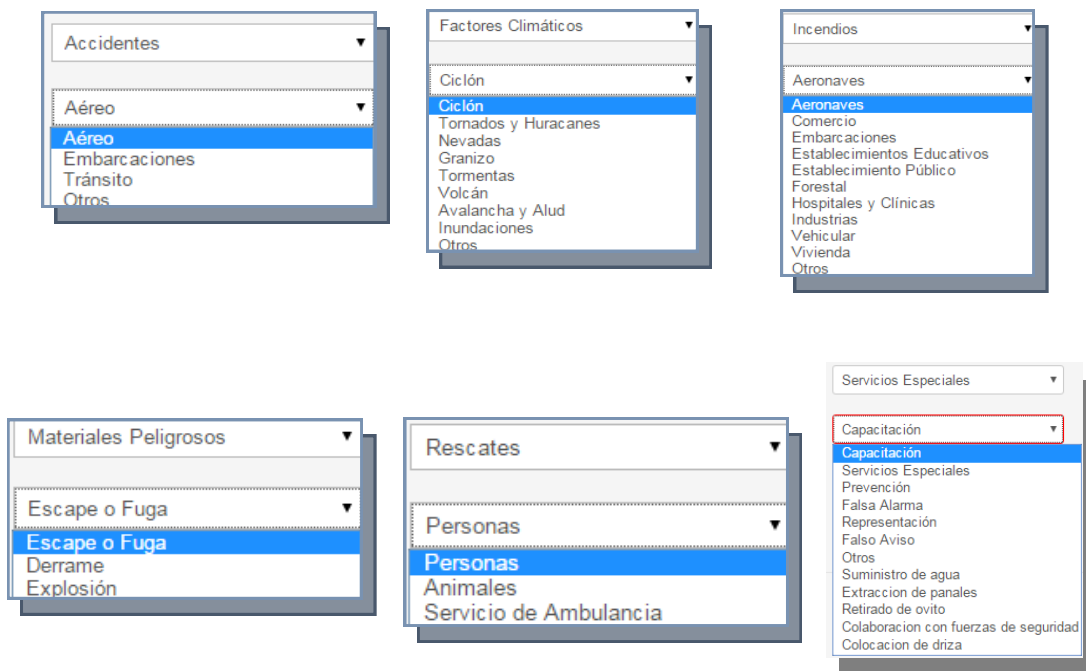 Accidentes
Aéreo
Aéreo
Embarcaciones
Tránsito
Otros
Factores Climáticos
Ciclón
Ciclón
Tornados y Huracanes
Nevadas
Granizo
Tormentas
Volcán
Avalancha y Alud
Inundaciones
Otros
Incendios
Aeronaves
Aeronaves
Comercio
Embarcaciones
Establecimientos Educativos
Establecimiento Público
Forestal
Hospitales y Clínicas
Industrias
Vehicular
Vivienda
Otros
Materiales Peligrosos
Escape o Fuga
Escape o Fuga
Derrame
Explosión
Rescates
Personas
Personas
Animales
Servicio de Ambulancia
Servicios Especiales
Capacitación
Capacitación
Servicios Especiales
Prevención
Falsa Alarma
Representación
Falso Aviso
Otros
Suministro de agua
Extraccion de panales
Retirado de ovito
Colaboracion con fuerzas de seguridad
Colocacion de driza